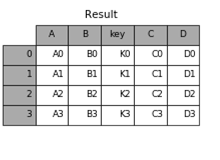 Result
A B key C D
0 A0 B0 K0 C0 D0
1 A1 B1 K1 C1 D1
2 A2 B2 K2 C2 D2
3 A3 B3 K3 C3 D3